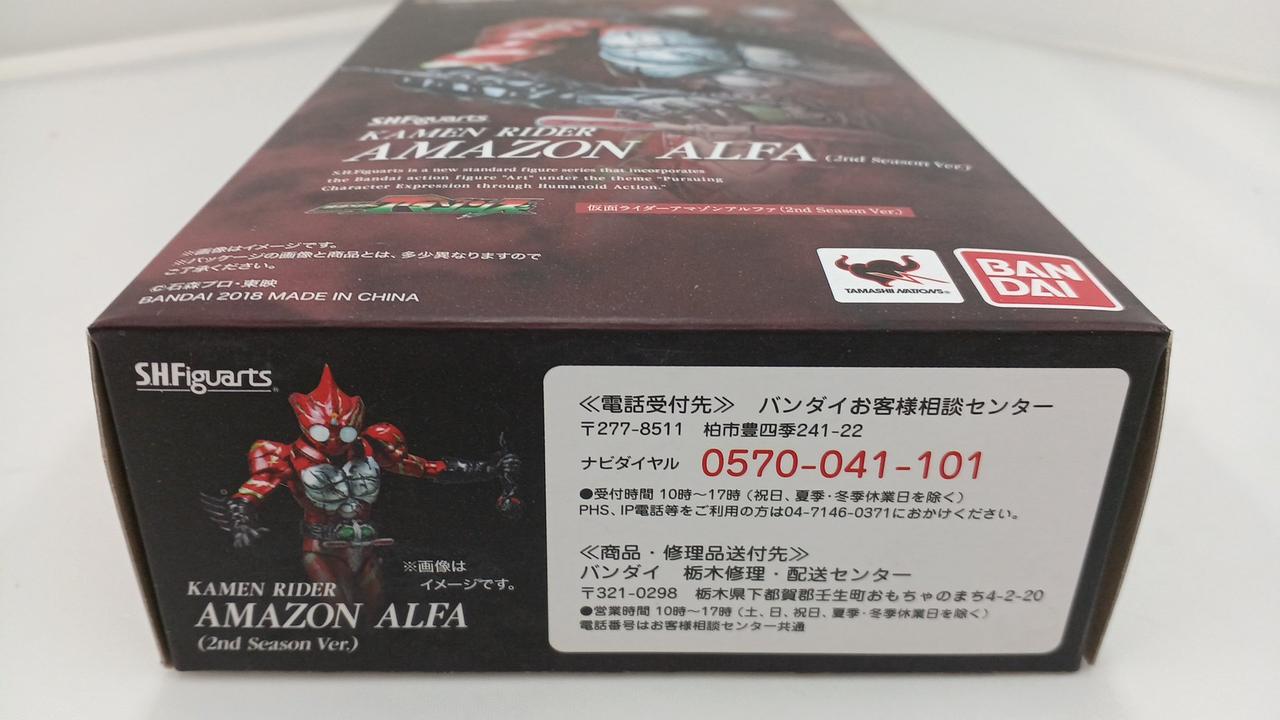 S.H.Figuarts
KAMEN RIDER
AMAZON ALFA (2nd Season Ver.)
S.H.Figuarts is a new standard figure series that incorporates
the Bandai action figure "Art" under the theme "Pursuing
Character Expression through Humanoid Action."
仮面ライダーアマゾンアルファ(2nd Season Ver.)
※画像はイメージです。
※パッケージの画像と商品とは、多少異なりますので
ご了承ください。
©石森プロ・東映
BANDAI 2018 MADE IN CHINA
TAMASHII NATIONS®
BAN
DAI
S.H.Figuarts
※画像は
イメージです。
KAMEN RIDER
AMAZON ALFA
(2nd Season Ver.)
≪電話受付先≫ バンダイお客様相談センター
〒277-8511 柏市豊四季241-22
ナビダイヤル 0570-041-101
●受付時間 10時～17時(祝日、夏季・冬季休業日を除く)
PHS、IP電話等をご利用の方は04-7146-0371におかけください。
≪商品・修理品送付先≫
バンダイ 栃木修理・配送センター
〒321-0298 栃木県下都賀郡壬生町おもちゃのまち4-2-20
●営業時間 10時～17時(土、日、祝日、夏季・冬季休業日を除く)
電話番号はお客様相談センター共通